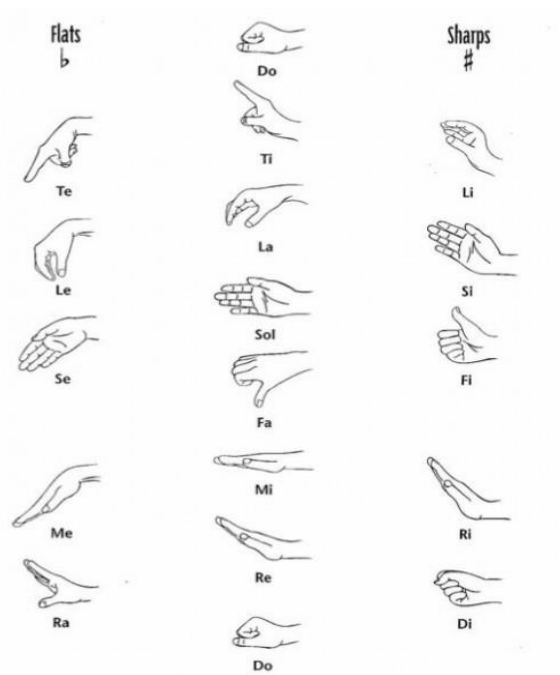 Flats
♭
Te
Le
Se
Me
Ra
Do
Ti
La
Sol
Fa
Mi
Re
Do
Sharps
♯
Li
Si
Fi
Ri
Di